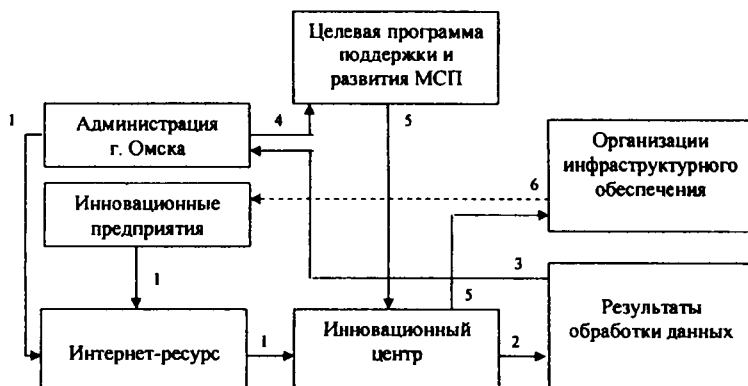 Целевая программа
поддержки и
развития МСП
1
4
5
Администрация
г. Омска
Организации
инфраструктурного
обеспечения
6
Инновационные
предприятия
1
3
5
Результаты
обработки данных
Интернет-ресурс
1
Инновационный
центр
2